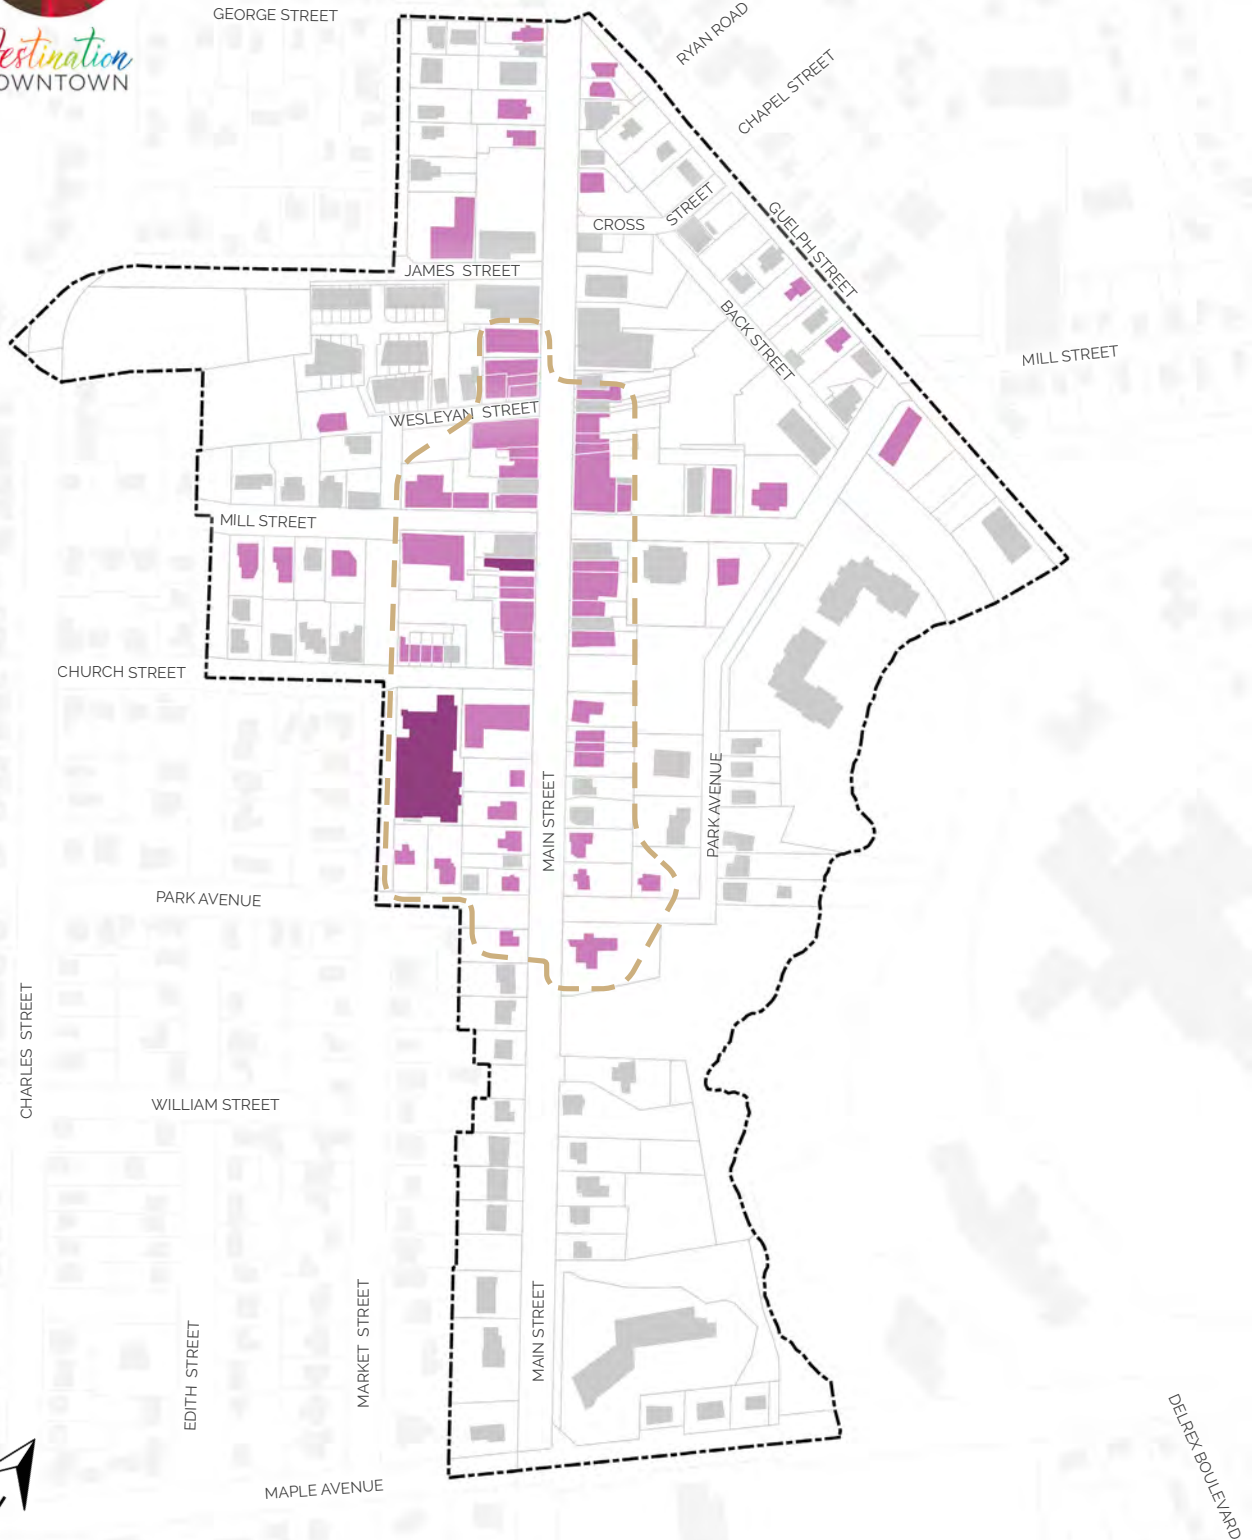 GEORGE STREET
RYAN ROAD
CHAPEL STREET
OWNTOWN
CROSS STREET
GUELPH STREET
JAMES STREET
BACK STREET
MILL STREET
WESLEYAN STREET
MILL STREET
CHURCH STREET
MAIN STREET
PARK AVENUE
PARK AVENUE
CHARLES STREET
WILLIAM STREET
EDITH STREET
MARKET STREET
MAIN STREET
DELREX BOULEVARD
MAPLE AVENUE